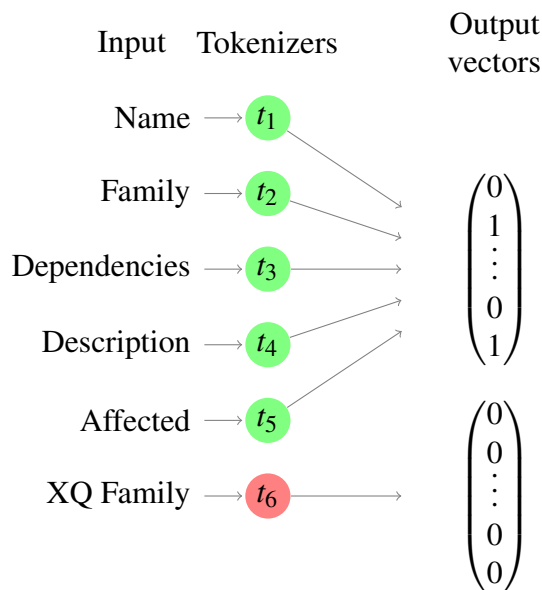 Input Tokenizers Output
vectors
Name t1
Family t2
Dependencies t3
Description t4
Affected t5
XQ Family t6
0
1
⋮
0
1
0
0
⋮
0
0